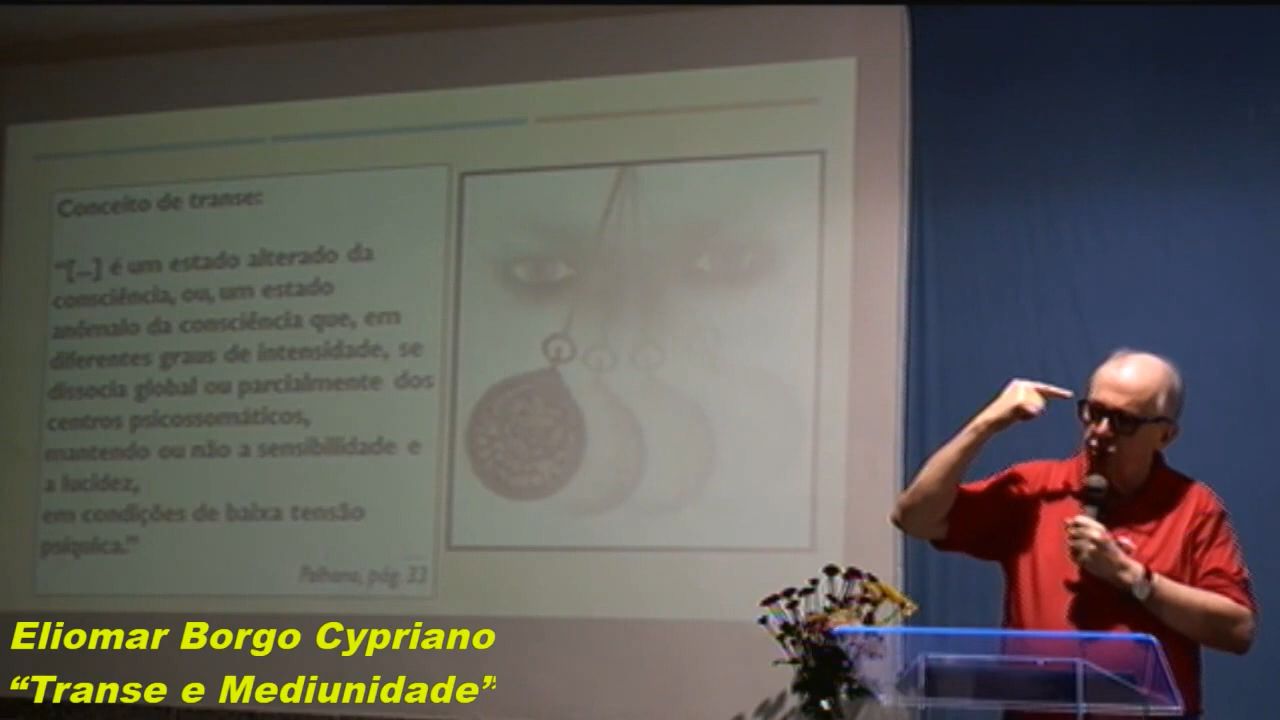 Conceito de transe:
"[...] é um estado alterado da
consciência, ou, um estado
anômalo da consciência que, em
diferentes graus de intensidade, se
dissocia global ou parcialmente dos
centros psicossomáticos,
mantendo ou não a sensibilidade e
a lucidez,
em condições de baixa tensão
psíquica."
Palhano, pág. 33
Eliomar Borgo Cypriano
“Transe e Mediunidade”